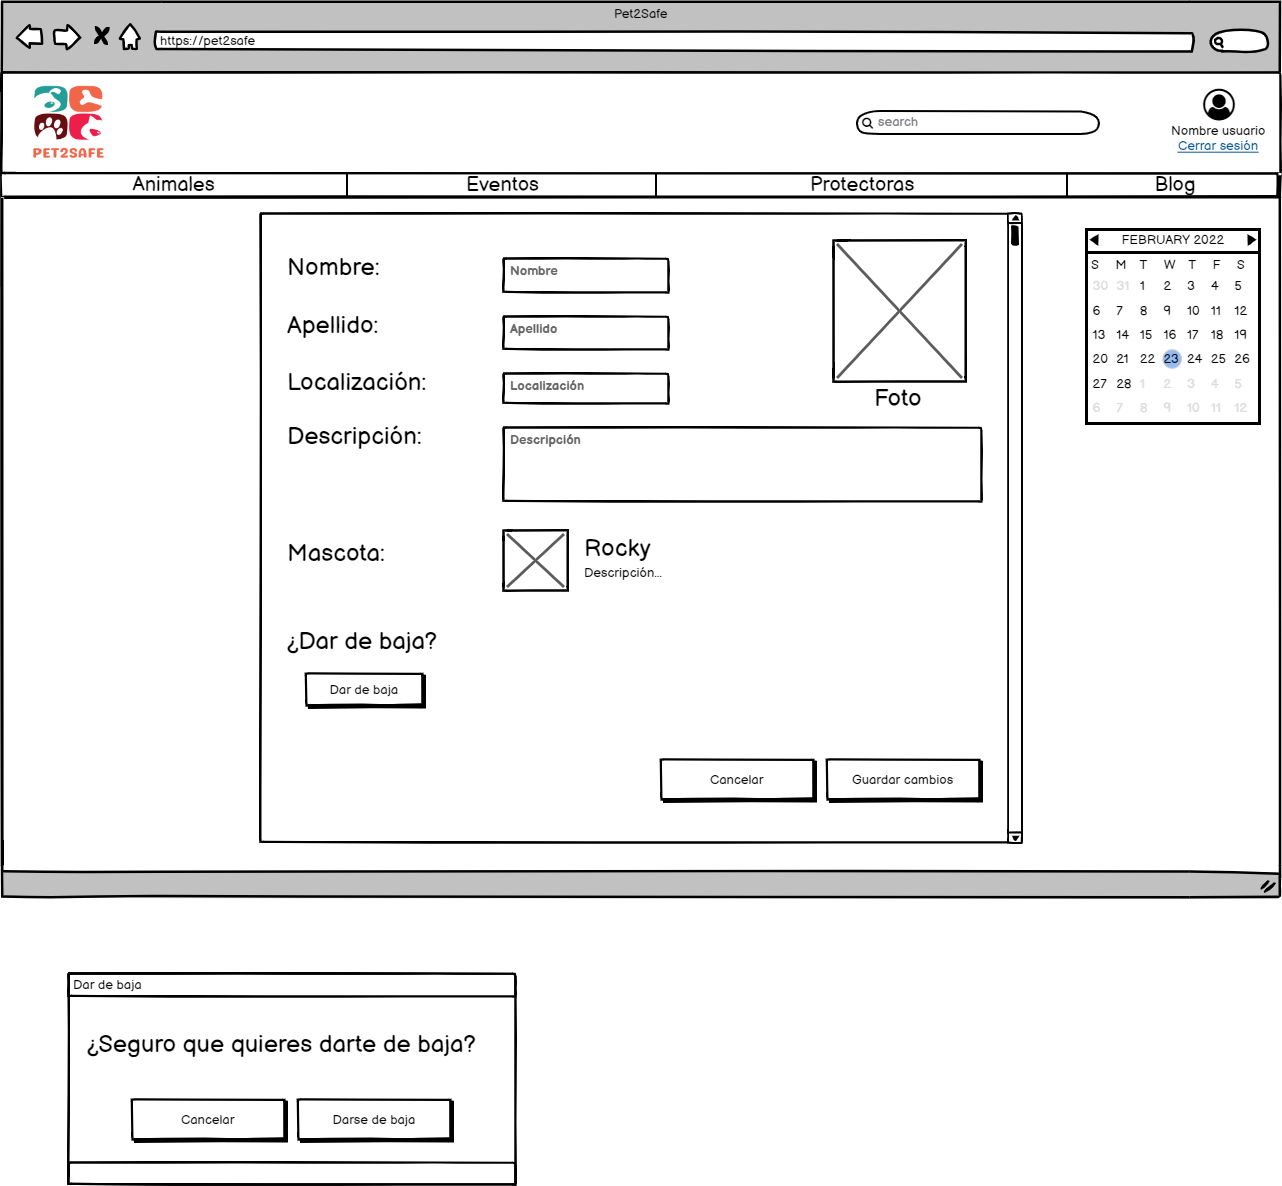 Pet2Safe
https://pet2safe
PET2SAFE
search
Nombre usuario
Cerrar sesión
Animales Eventos Protectoras Blog
Nombre: Nombre
Apellido: Apellido
Localización: Localización
Foto
Descripción: Descripción
Mascota: Rocky
Descripción...
¿Dar de baja?
Dar de baja
Cancelar Guardar cambios
FEBRUARY 2022
S M T W T F S
30 31 1 2 3 4 5
6 7 8 9 10 11 12
13 14 15 16 17 18 19
20 21 22 23 24 25 26
27 28 1 2 3 4 5
6 7 8 9 10 11 12
Dar de baja
¿Seguro que quieres darte de baja?
Cancelar Darse de baja